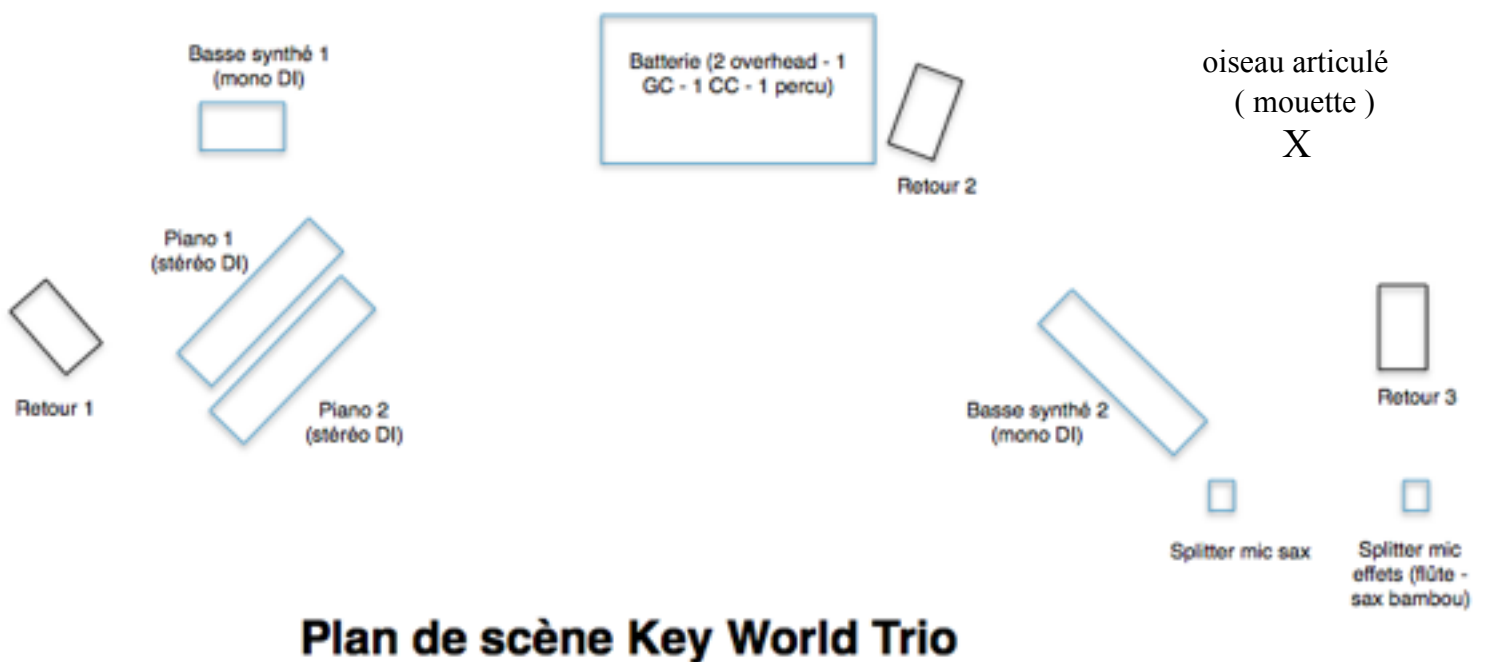 Basse synthé 1
(mono DI)
Batterie (2 overhead - 1
GC - 1 CC - 1 percu)
Retour 2
oiseau articulé
( mouette )
X
Piano 1
(stéréo DI)
Retour 1
Piano 2
(stéréo DI)
Basse synthé 2
(mono DI)
Retour 3
Splitter mic sax
Splitter mic
effets (flûte -
sax bambou)
Plan de scène Key World Trio